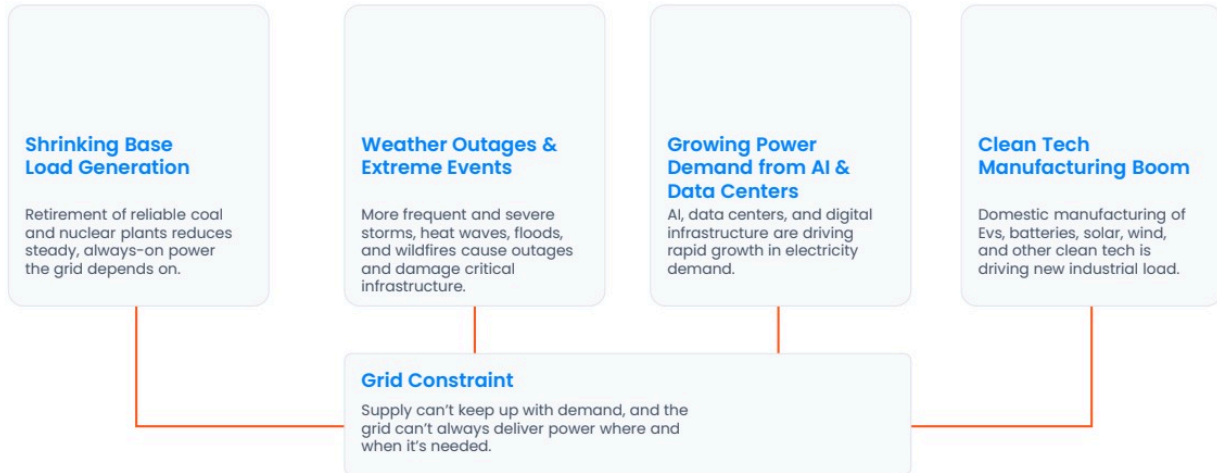 Shrinking Base
Load Generation
Retirement of reliable coal
and nuclear plants reduces
steady, always-on power
the grid depends on.
Weather Outages &
Extreme Events
More frequent and severe
storms, heat waves, floods,
and wildfires cause outages
and damage critical
infrastructure.
Growing Power
Demand from AI &
Data Centers
AI, data centers, and digital
infrastructure are driving
rapid growth in electricity
demand.
Clean Tech
Manufacturing Boom
Domestic manufacturing of
Evs, batteries, solar, wind,
and other clean tech is
driving new industrial load.
Grid Constraint
Supply can’t keep up with demand, and the
grid can’t always deliver power where and
when it’s needed.